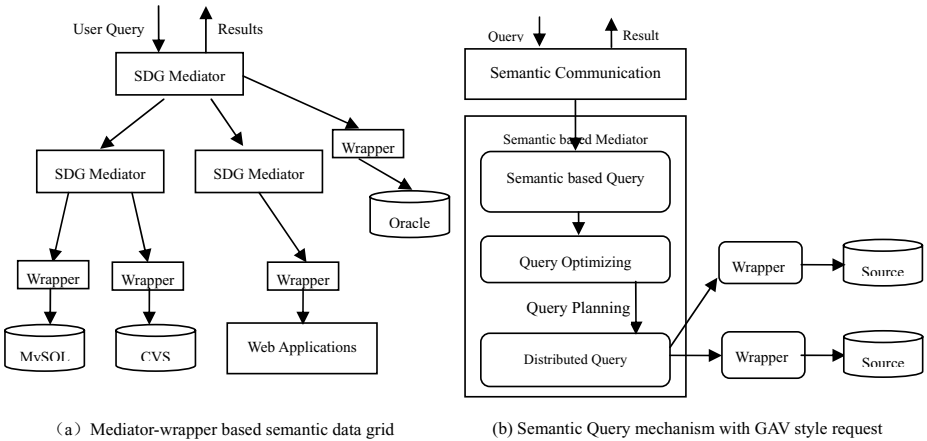 User Query
Results
SDG Mediator
SDG Mediator
SDG Mediator
Wrapper
Oracle
Wrapper
Wrapper
Wrapper
MySQL
CVS
Web Applications
(a) Mediator-wrapper based semantic data grid
Query
Result
Semantic Communication
Semantic based Mediator
Semantic based Query
Query Optimizing
Query Planning
Distributed Query
Wrapper
Source
Wrapper
Source
(b) Semantic Query mechanism with GAV style request